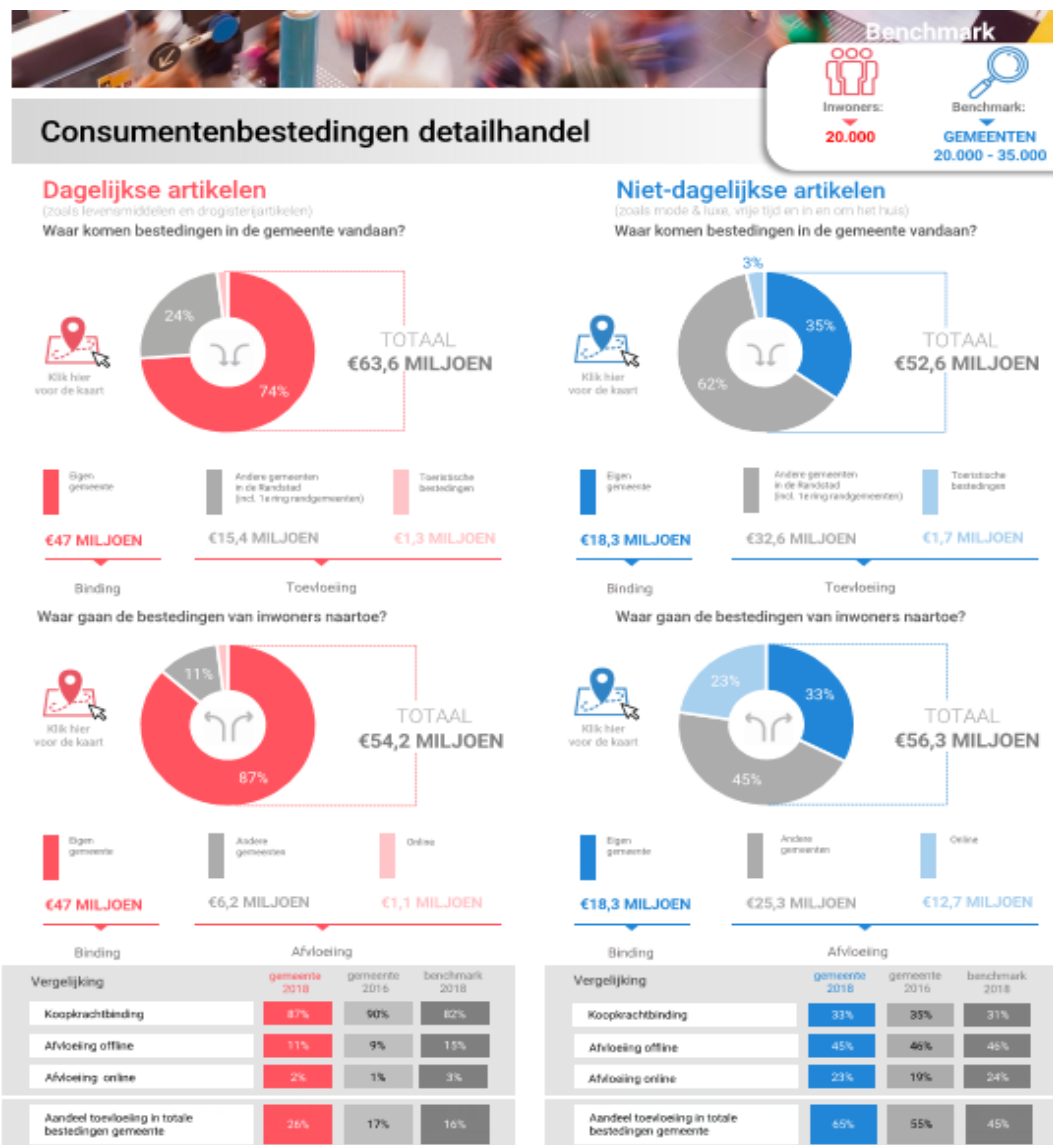 Benchmark
Inwoners:
20.000
Benchmark:
GEMEENTEN
20.000 - 35.000
Consumentenbestedingen detailhandel
Dagelijkse artikelen
(zoals levensmiddelen en drogisterijartikelen)
Waar komen bestedingen in de gemeente vandaan?
24%
74%
Klik hier
voor de kaart
TOTAAL
€63,6 MILJOEN
Eigen
gemeente
Andere gemeenten
in de Randstad
(incl. 1e ring randgemeenten)
Toeristische
bestedingen
€47 MILJOEN
€15,4 MILJOEN
€1,3 MILJOEN
Binding
Toevloeiing
Waar gaan de bestedingen van inwoners naartoe?
11%
87%
Klik hier
voor de kaart
TOTAAL
€54,2 MILJOEN
Eigen
gemeente
Andere
gemeenten
Online
€47 MILJOEN
€6,2 MILJOEN
€1,1 MILJOEN
Binding
Afvloeiing
Vergelijking
gemeente
2018
gemeente
2016
benchmark
2018
Koopkrachtbinding 87% 90% 82%
Afvloeiing offline 11% 9% 15%
Afvloeiing online 2% 1% 3%
Aandeel toevloeiing in totale
bestedingen gemeente
26% 17% 16%
Niet-dagelijkse artikelen
(zoals mode & luxe, vrije tijd en in en om het huis)
Waar komen bestedingen in de gemeente vandaan?
3%
35%
62%
Klik hier
voor de kaart
TOTAAL
€52,6 MILJOEN
Eigen
gemeente
Andere gemeenten
in de Randstad
(incl. 1e ring randgemeenten)
Toeristische
bestedingen
€18,3 MILJOEN
€32,6 MILJOEN
€1,7 MILJOEN
Binding
Toevloeiing
Waar gaan de bestedingen van inwoners naartoe?
23%
33%
45%
Klik hier
voor de kaart
TOTAAL
€56,3 MILJOEN
Eigen
gemeente
Andere
gemeenten
Online
€18,3 MILJOEN
€25,3 MILJOEN
€12,7 MILJOEN
Binding
Afvloeiing
Vergelijking
gemeente
2018
gemeente
2016
benchmark
2018
Koopkrachtbinding 33% 35% 31%
Afvloeiing offline 45% 46% 46%
Afvloeiing online 23% 19% 24%
Aandeel toevloeiing in totale
bestedingen gemeente
65% 55% 45%